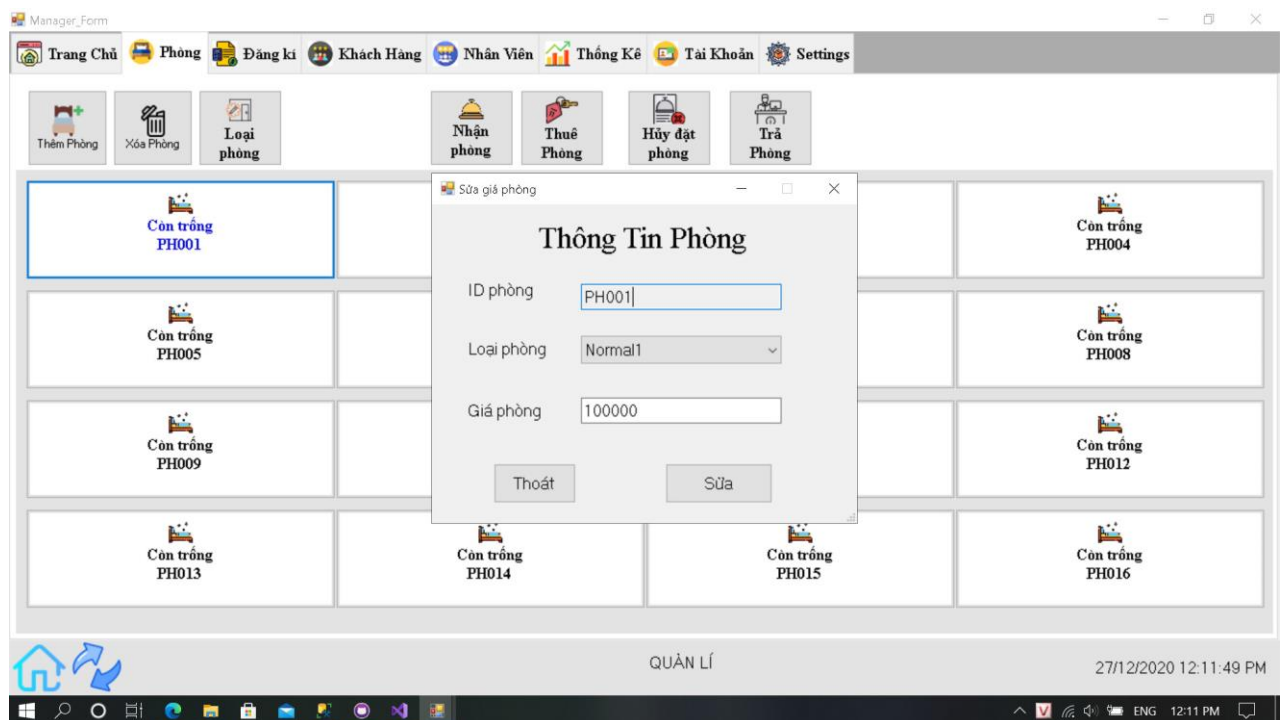 Manager_Form
Trang Chủ Phòng Đăng kí Khách Hàng Nhân Viên Thống Kê Tài Khoản Settings
Thêm Phòng
Xóa Phòng
Loại
phòng
Nhận
phòng
Thuê
Phòng
Hủy đặt
phòng
Trả
Phòng
Còn trống
PH001
Còn trống
PH004
Còn trống
PH005
Còn trống
PH008
Còn trống
PH009
Còn trống
PH012
Còn trống
PH013
Còn trống
PH014
Còn trống
PH015
Còn trống
PH016
Sửa giá phòng
Thông Tin Phòng
ID phòng PH001
Loại phòng Normal1
Giá phòng 100000
Thoát Sửa
QUẢN LÍ
27/12/2020 12:11:49 PM
V ENG 12:11 PM